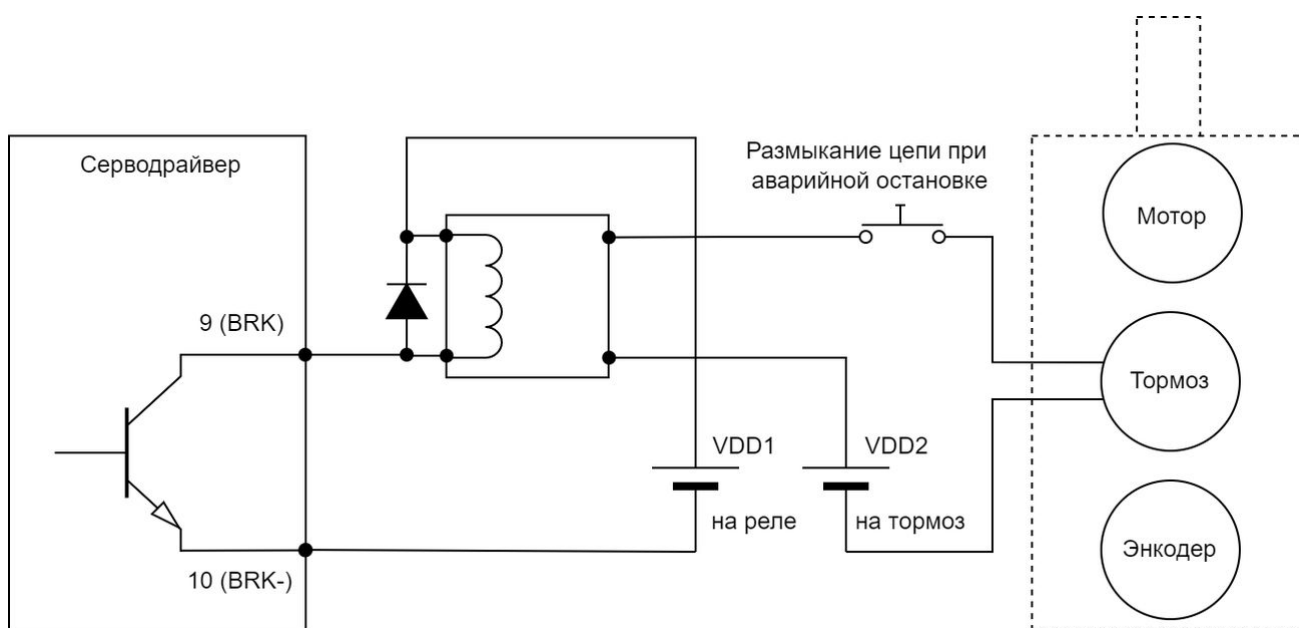 Серводрайвер
Размыкание цепи при
аварийной остановке
Мотор
9 (BRK)
Тормоз
VDD1
VDD2
на реле
на тормоз
Энкодер
10 (BRK-)